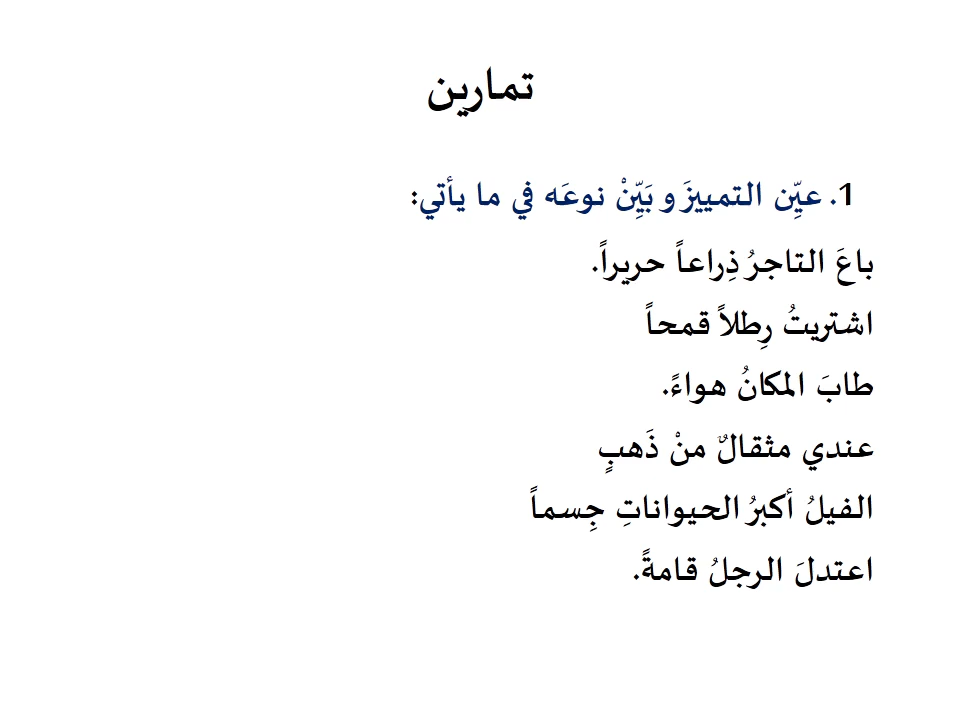 تمارين
1. عيِّن التمييزَ و بَيِّنْ نوعَه في ما يأتي:
باعَ التاجرُ ذِراعاً حريراً.
اشتريتُ رِطلاً قمحاً
طابَ المكانُ هواءً.
عندي مثقالٌ منْ ذَهبٍ
الفيلُ أكبرُ الحيواناتِ جِسماً
اعتدلَ الرجلُ قامةً.